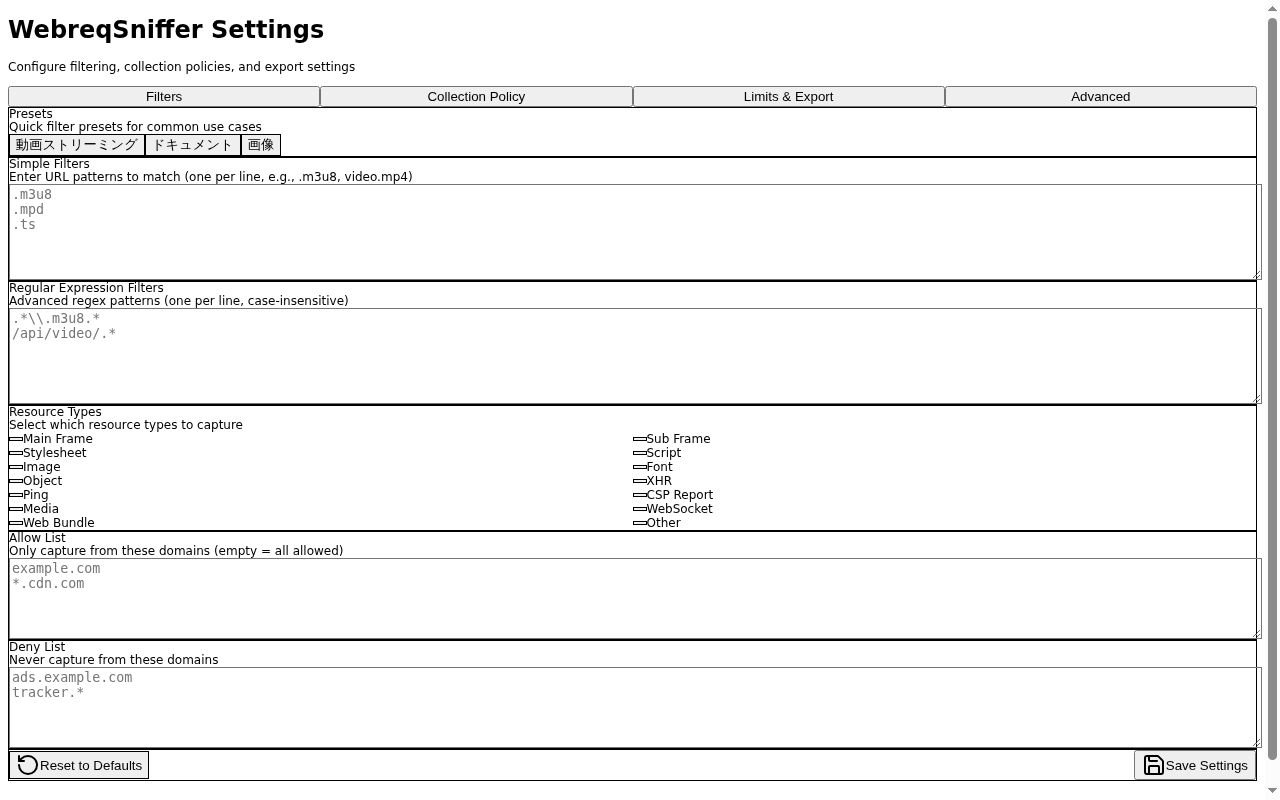 WebreqSniffer Settings
Configure filtering, collection policies, and export settings
Filters
Collection Policy
Limits & Export
Advanced
Presets
Quick filter presets for common use cases
動画ストリーミング
ドキュメント
画像
Simple Filters
Enter URL patterns to match (one per line, e.g., .m3u8, video.mp4)
.m3u8
.mpd
.ts
Regular Expression Filters
Advanced regex patterns (one per line, case-insensitive)
.*\\.m3u8.*
/api/video/.*
Resource Types
Select which resource types to capture
Main Frame
Sub Frame
Stylesheet
Script
Image
Font
Object
XHR
Ping
CSP Report
Media
WebSocket
Web Bundle
Other
Allow List
Only capture from these domains (empty = all allowed)
example.com
*.cdn.com
Deny List
Never capture from these domains
ads.example.com
tracker.*
Reset to Defaults
Save Settings